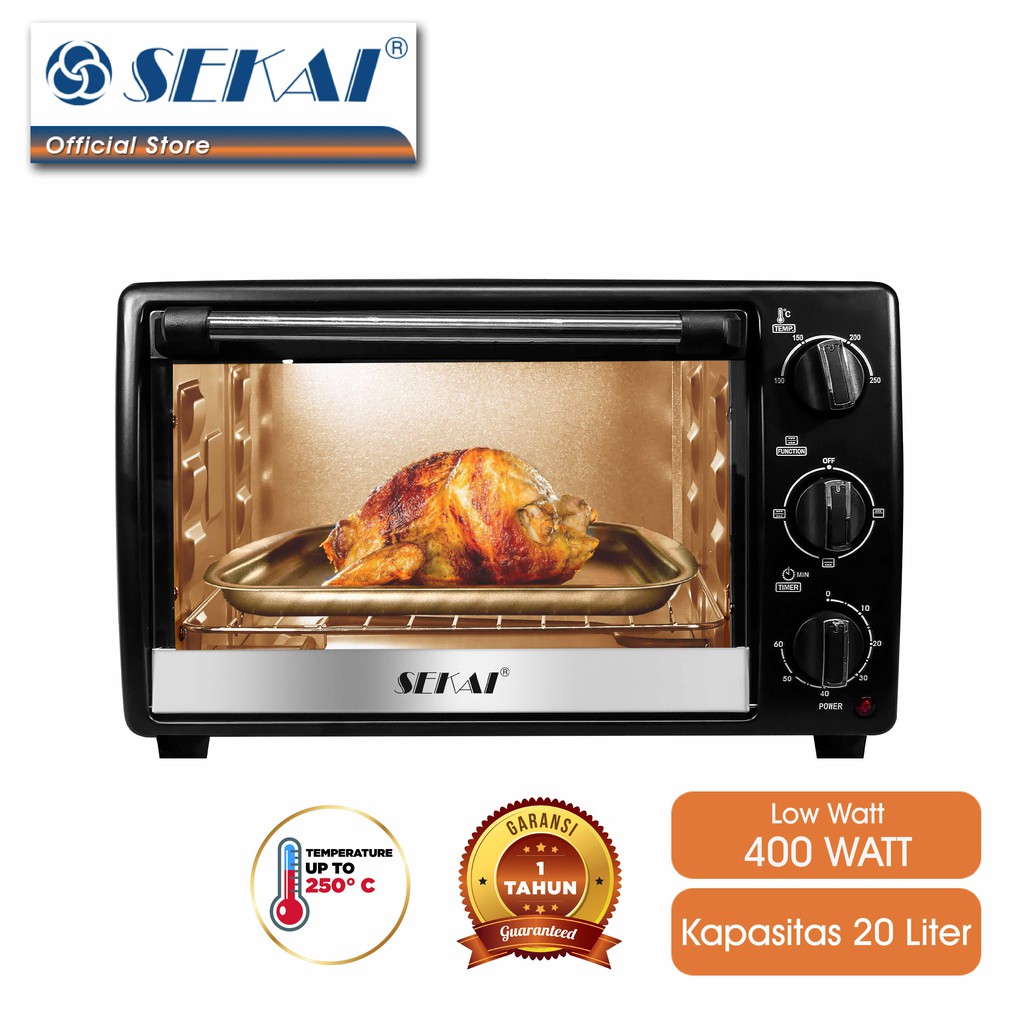 SEKAI®
Official Store
°C
TEMP.
150
200
100
250
FUNCTION
OFF
MIN
TIMER
0
10
60
20
50
30
40
POWER
SEKAI®
TEMPERATURE
UP TO
250° C
GARANSI
1
TAHUN
Guaranteed
Low Watt
400 WATT
Kapasitas 20 Liter